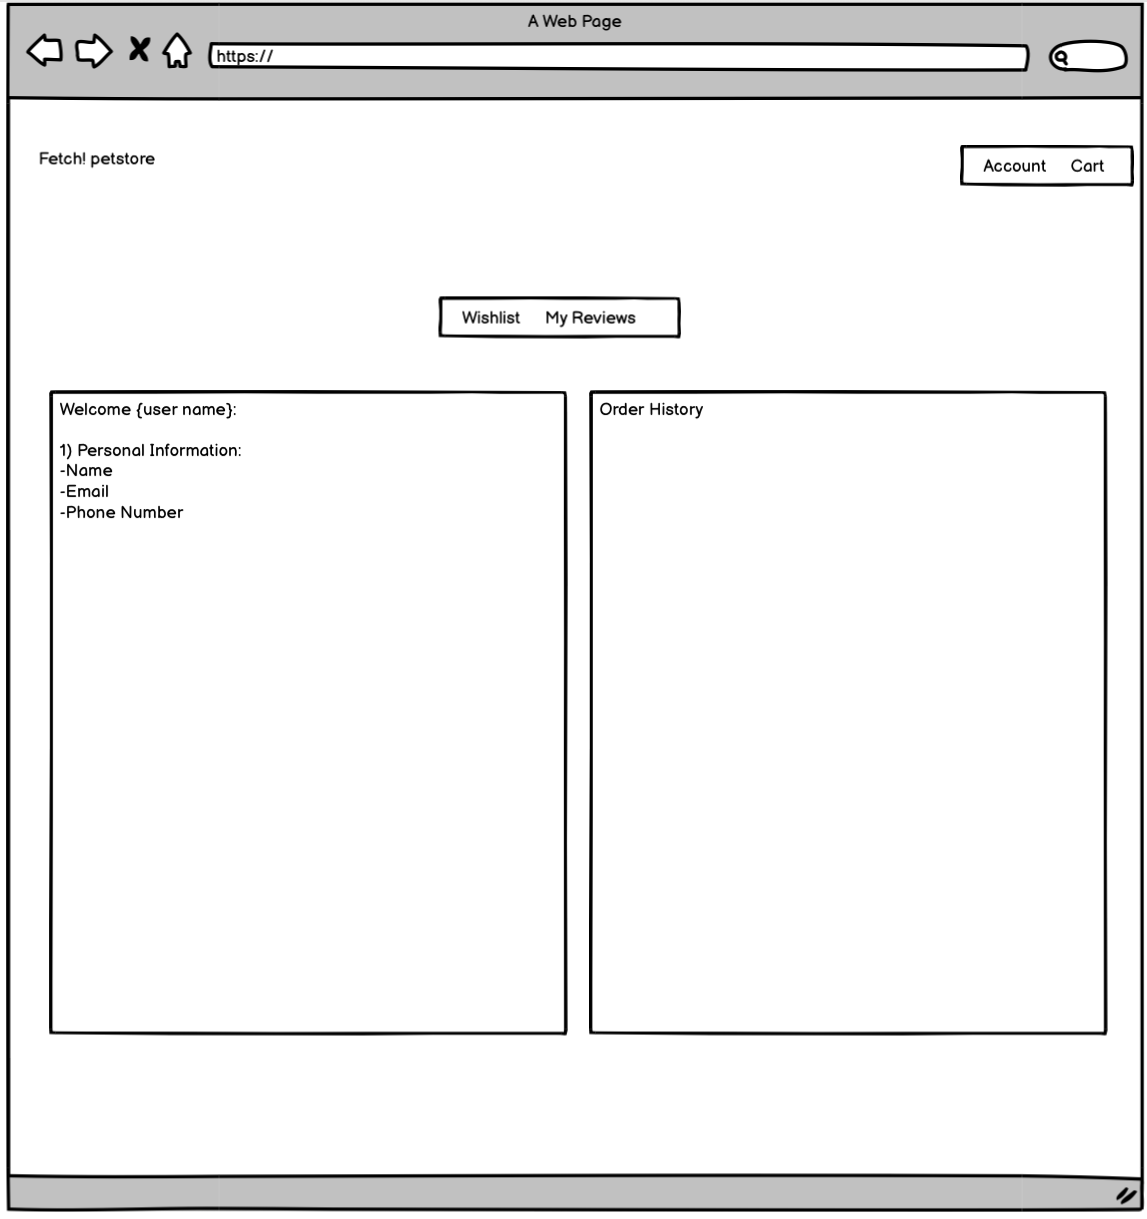 A Web Page
https://
Fetch! petstore
Account Cart
Wishlist My Reviews
Welcome {user name}:
1) Personal Information:
-Name
-Email
-Phone Number
Order History